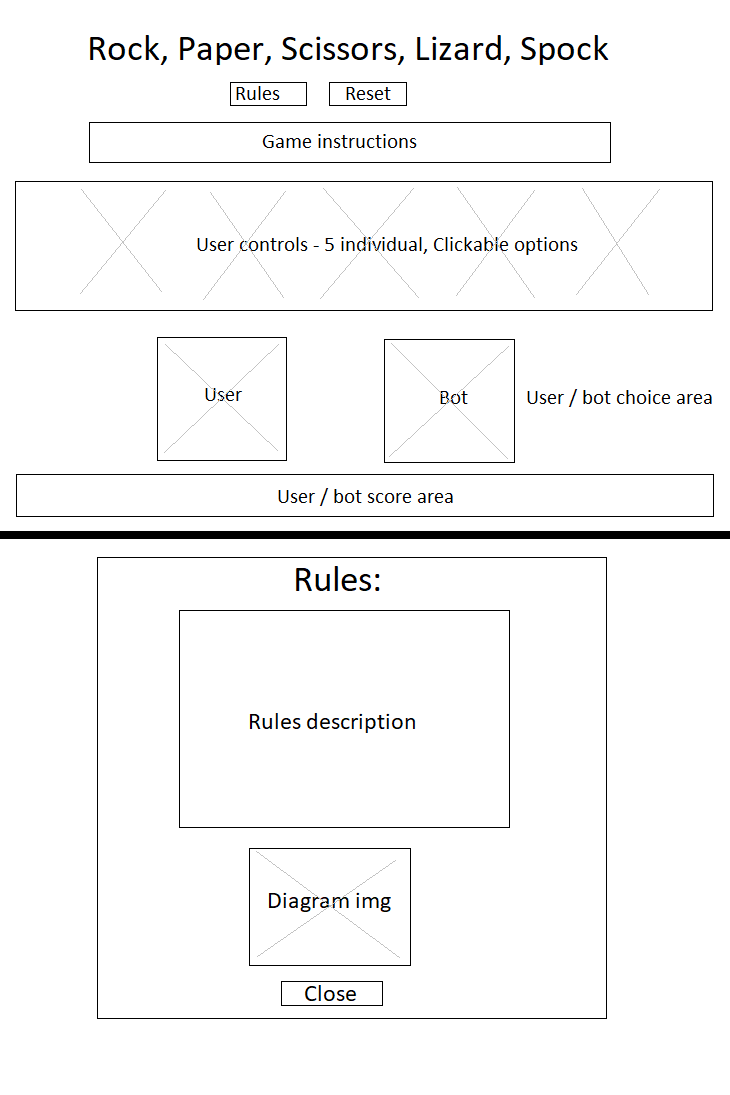 Rock, Paper, Scissors, Lizard, Spock
Rules
Reset
Game instructions
User controls - 5 individual, Clickable options
User
Bot
User / bot choice area
User / bot score area
Rules:
Rules description
Diagram img
Close